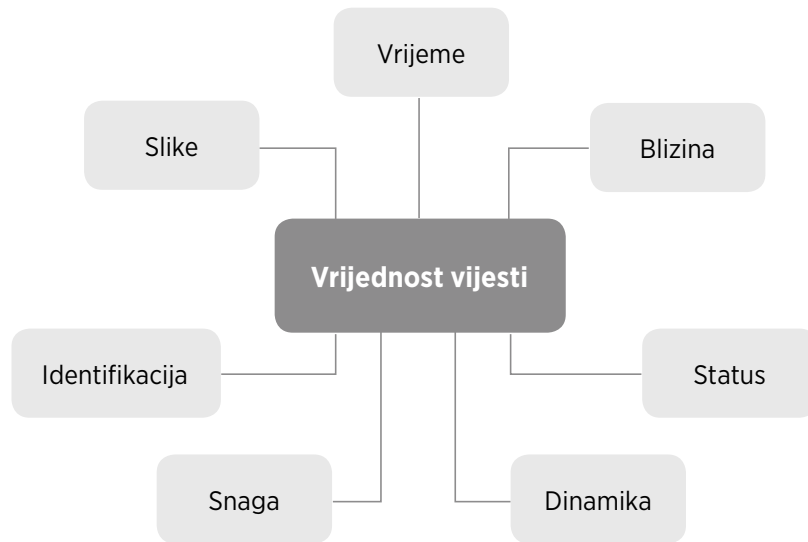 Vrijeme
Slike
Blizina
Vrijednost vijesti
Identifikacija
Status
Snaga
Dinamika